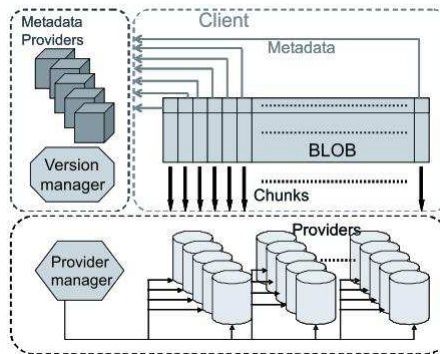 Metadata
Providers
Client
Metadata
BLOB
Version
manager
Chunks
Providers
Provider
manager